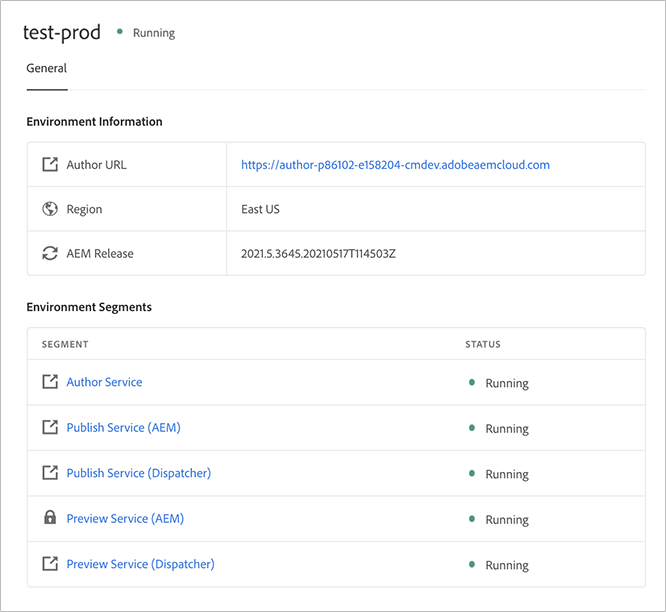 test-prod Running
General
Environment Information
Author URL https://author-p86102-e158204-cmdev.adobeaemcloud.com
Region East US
AEM Release 2021.5.3645.20210517T114503Z
Environment Segments
SEGMENT STATUS
Author Service Running
Publish Service (AEM) Running
Publish Service (Dispatcher) Running
Preview Service (AEM) Running
Preview Service (Dispatcher) Running